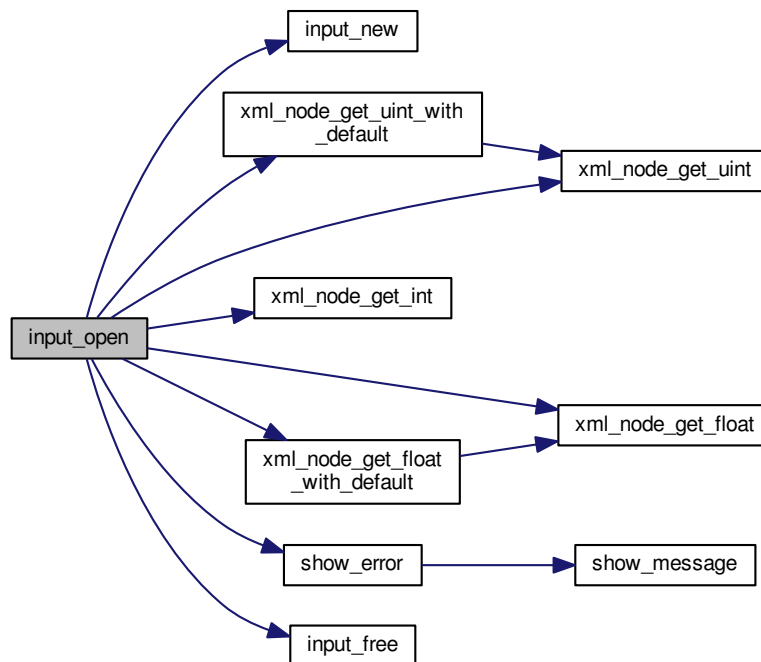 input_new
xml_node_get_uint_with
_default
xml_node_get_uint
xml_node_get_int
input_open
xml_node_get_float
xml_node_get_float
_with_default
show_error
show_message
input_free